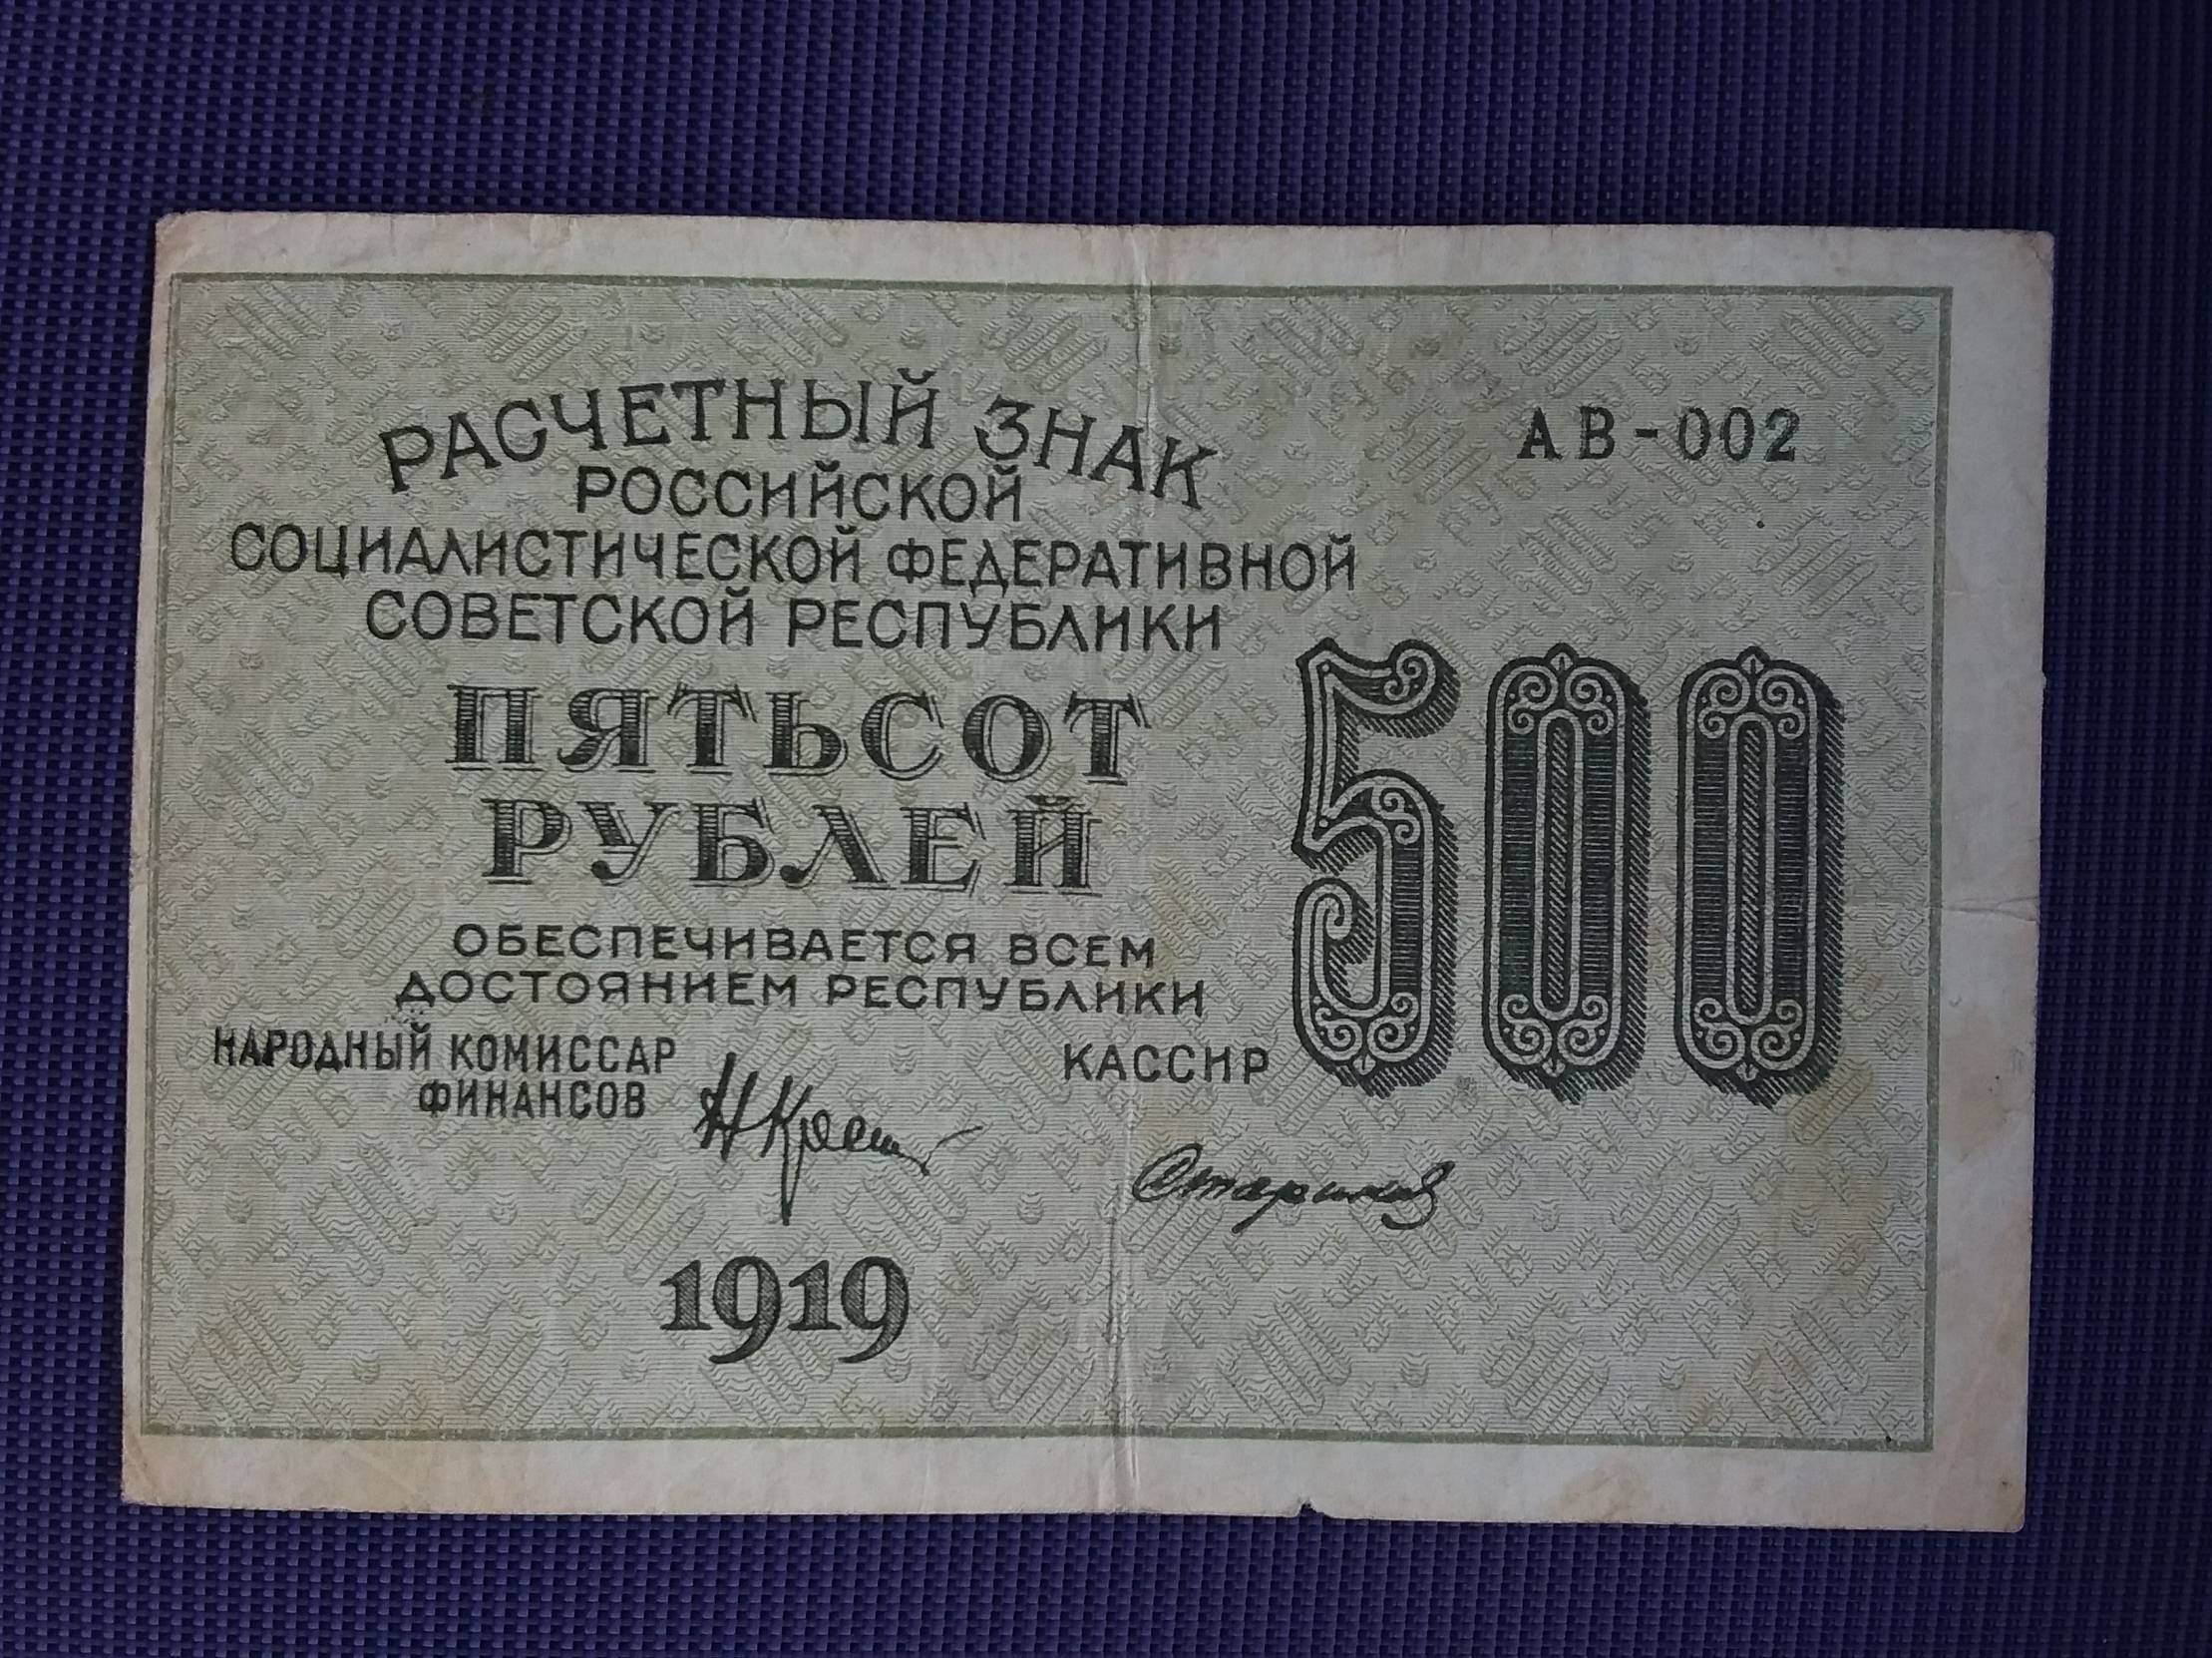 РАСЧЕТНЫЙ ЗНАК
АВ-002
РОССИЙСКОЙ
СОЦИАЛИСТИЧЕСКОЙ ФЕДЕРАТИВНОЙ
СОВЕТСКОЙ РЕСПУБЛИКИ
ПЯТЬСОТ
РУБЛЕЙ
500
ОБЕСПЕЧИВАЕТСЯ ВСЕМ
ДОСТОЯНИЕМ РЕСПУБЛИКИ
НАРОДНЫЙ КОМИССАР
ФИНАНСОВ
КАССИР
1919